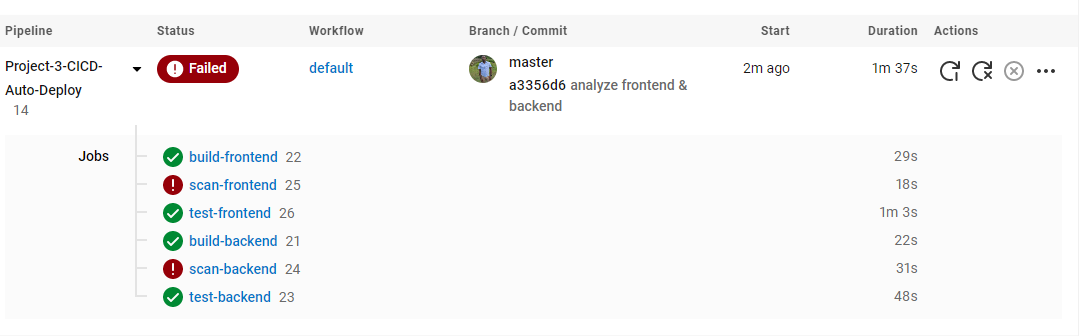 Pipeline Status Workflow Branch / Commit Start Duration Actions
Project-3-CICD-
Auto-Deploy
14
Failed
default
master
a3356d6 analyze frontend &
backend
2m ago
1m 37s
Jobs
build-frontend 22 29s
scan-frontend 25 18s
test-frontend 26 1m 3s
build-backend 21 22s
scan-backend 24 31s
test-backend 23 48s